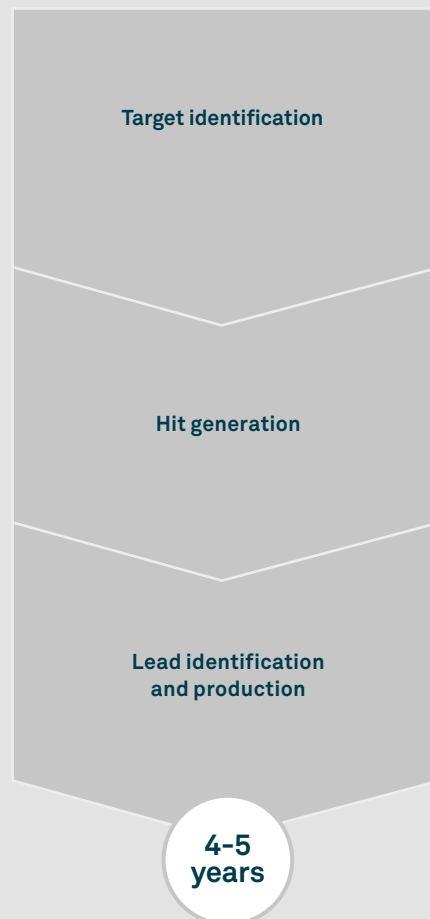 Target identification
Hit generation
Lead identification
and production
4-5
years